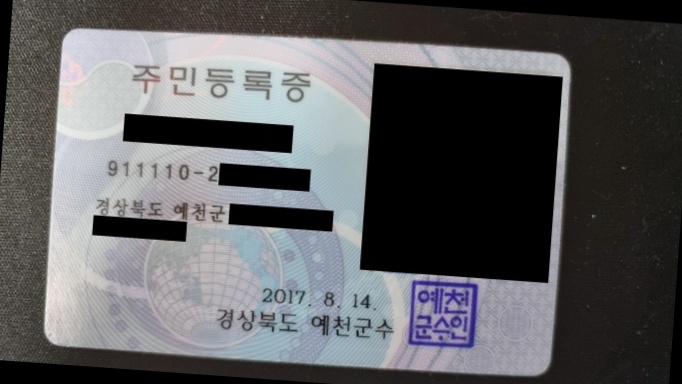 주민등록증
911110-2
경상북도 예천군
2017. 8. 14.
경상북도 예천군수
예천
군수인